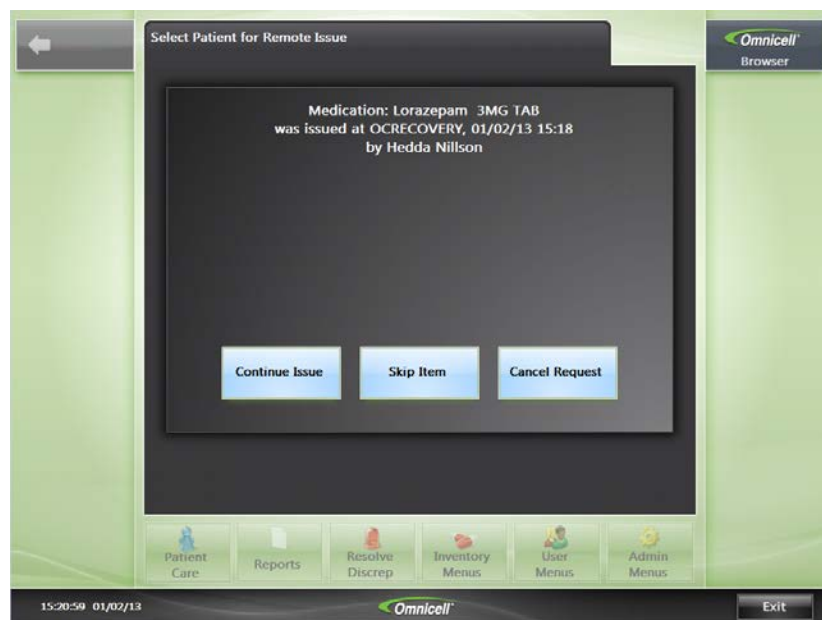 Select Patient for Remote Issue
Omnicell
Browser
Medication: Lorazepam 3MG TAB
was issued at OCRECOVERY, 01/02/13 15:18
by Hedda Nillson
Continue Issue
Skip Item
Cancel Request
Patient
Care
Reports
Resolve
Discrep
Inventory
Menus
User
Menus
Admin
Menus
15:20:59 01/02/13
Omnicell
Exit